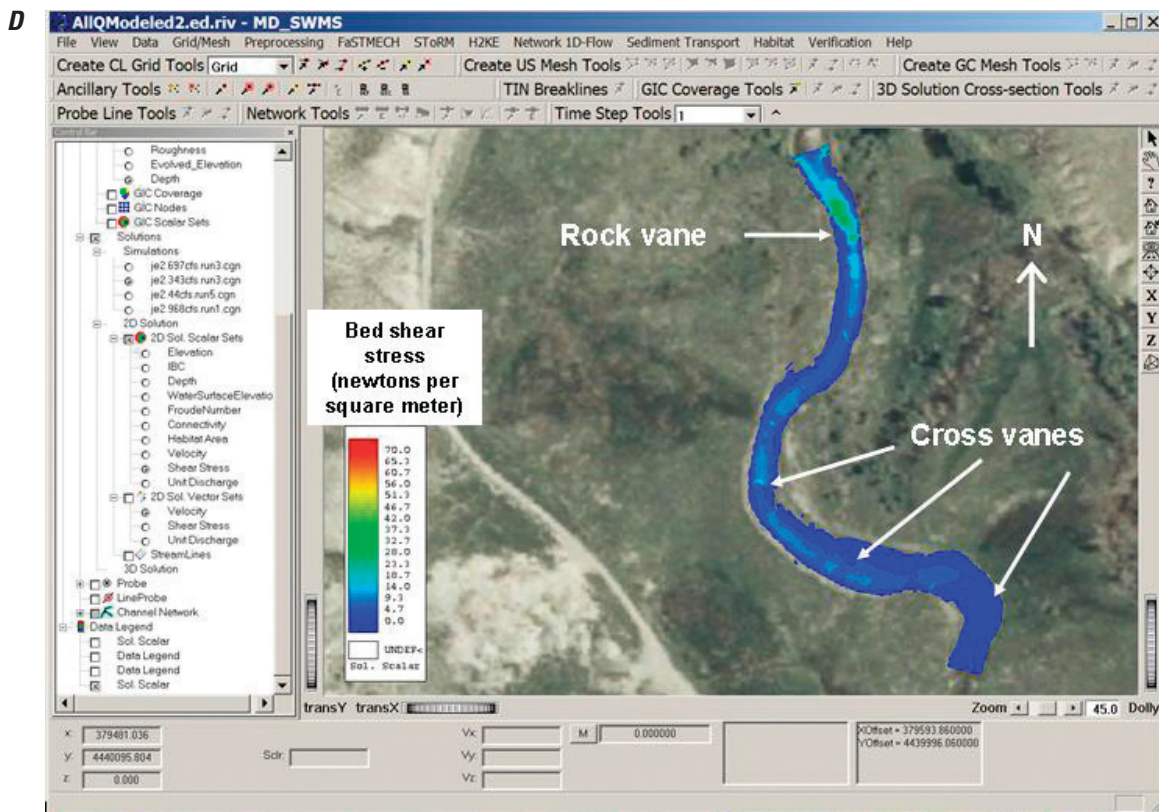 D
AllQModeled2.ed.riv - MD_SWMS
File View Data Grid/Mesh Preprocessing FaSTMECH SToRM H2KE Network 1D-Flow Sediment Transport Habitat Verification Help
Create CL Grid Tools Grid Create US Mesh Tools Create GC Mesh Tools
Ancillary Tools TIN Breaklines GIC Coverage Tools 3D Solution Cross-section Tools
Probe Line Tools Network Tools Time Step Tools 1
Control Bar
Roughness
Evolved_Elevation
Depth
GIC Coverage
GIC Nodes
GIC Scalar Sets
Solutions
Simulations
je2.697cfs.run3.cgn
je2.343cfs.run3.cgn
je2.44cfs.run5.cgn
je2.968cfs.run1.cgn
2D Solution
2D Sol. Scalar Sets
Elevation
IBC
Depth
WaterSurfaceElevatio
FroudeNumber
Connectivity
Habitat Area
Velocity
Shear Stress
Unit Discharge
2D Sol. Vector Sets
Velocity
Shear Stress
Unit Discharge
StreamLines
3D Solution
Probe
LineProbe
Channel Network
Data Legend
Sol. Scalar
Data Legend
Data Legend
Sol. Scalar
Rock vane
N
Cross vanes
Bed shear
stress
(newtons per
square meter)
70.0
65.3
60.7
56.0
51.3
46.7
42.0
37.3
32.7
28.0
23.3
18.7
14.0
9.3
4.7
0.0
UNDEF<
Sol. Scalar
?
X
Y
Z
transY transX
Zoom 45.0 Dolly
x: 379481.036
y: 4440095.804
z: 0.000
Sclr:
Vx:
Vy:
Vz:
M 0.000000
XOffset = 379593.860000
YOffset = 4439996.060000